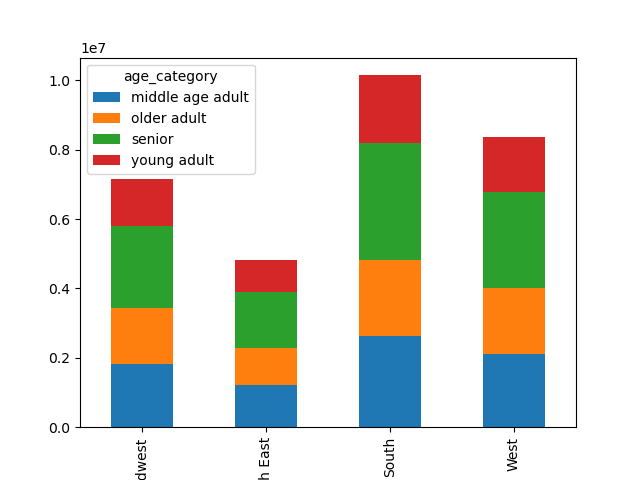 1e7
age_category
middle age adult
older adult
senior
young adult
1.0
0.8
0.6
0.4
0.2
0.0
dwest
h East
South
West